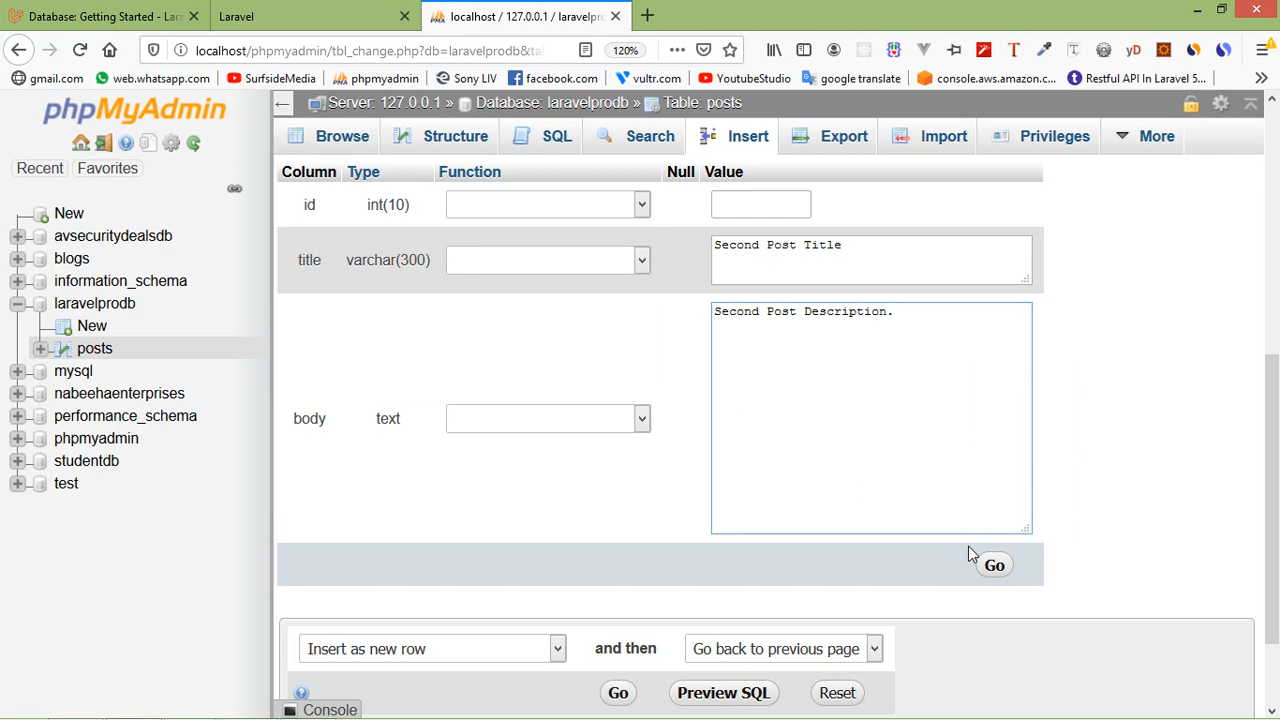 Database: Getting Started - Lara
Laravel
localhost / 127.0.0.1 / laravelpro
localhost/phpmyadmin/tbl_change.php?db=laravelprodb&ta
120%
gmail.com
web.whatsapp.com
SurfsideMedia
phpmyadmin
Sony LIV
facebook.com
vultr.com
YouTubeStudio
google translate
console.aws.amazon.c...
Restful API In Laravel 5...
phpMyAdmin
Recent
Favorites
New
avsecuritydealsdb
blogs
information_schema
laravelprodb
New
posts
mysql
nabeehaenterprises
performance_schema
phpmyadmin
studentdb
test
Server: 127.0.0.1 » Database: laravelprodb » Table: posts
Browse
Structure
SQL
Search
Insert
Export
Import
Privileges
More
Column Type Function Null Value
id int(10)
title varchar(300) Second Post Title
Second Post Description.
body text
Go
Insert as new row and then Go back to previous page
Go Preview SQL Reset
Console